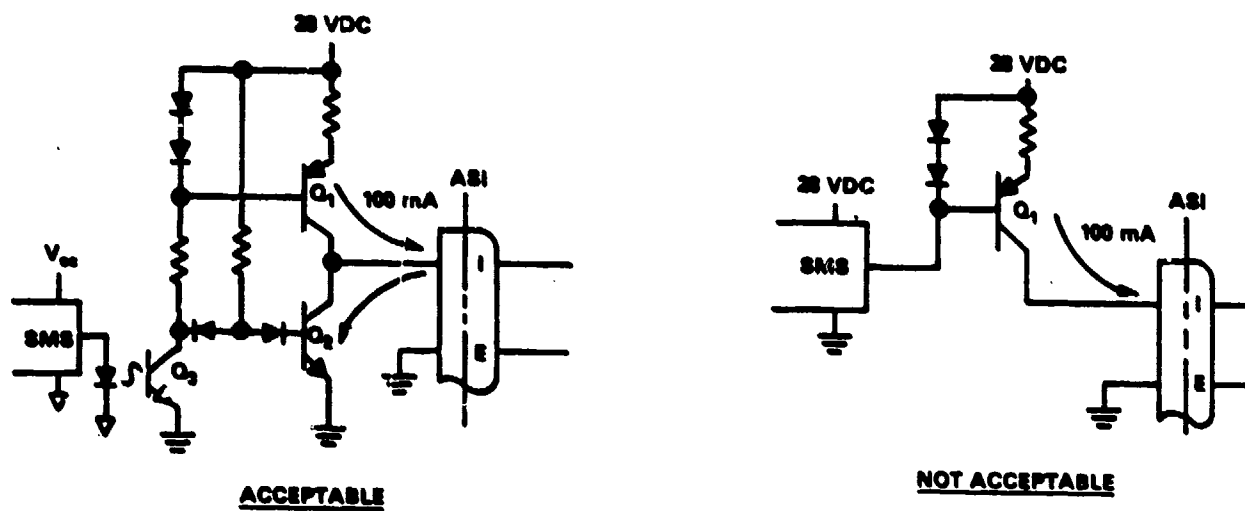 28 VDC
Q1
100 mA
ASI
I
SMS
Q2
E
Q3
ACCEPTABLE
28 VDC
28 VDC
Q1
ASI
100 mA
SMS
I
E
NOT ACCEPTABLE